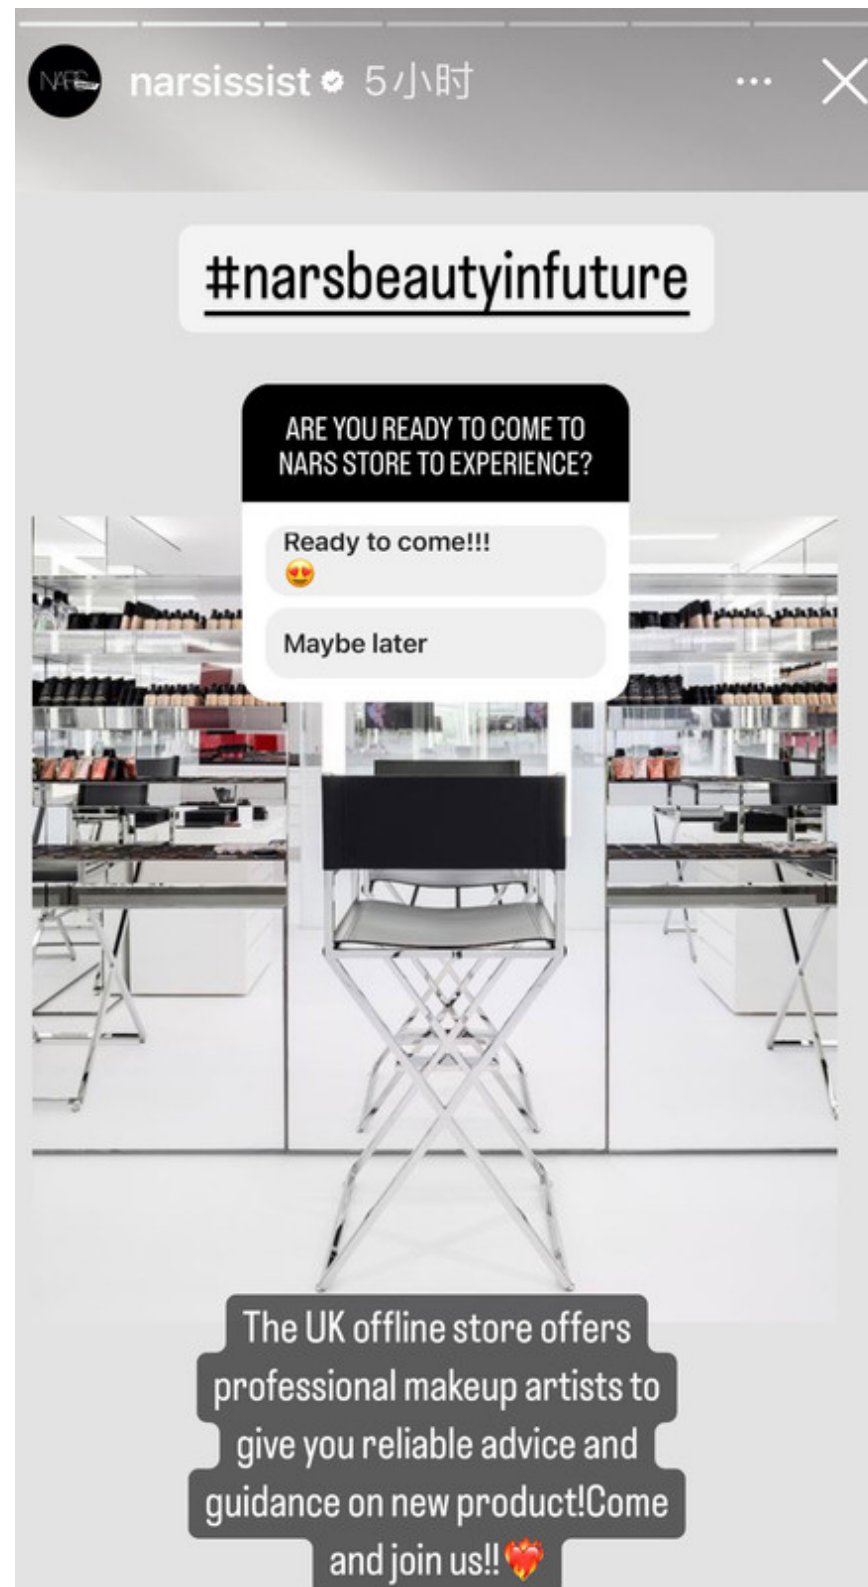 NARS
narsissist 5小时
#narsbeautyinfuture
ARE YOU READY TO COME TO
NARS STORE TO EXPERIENCE?
Ready to come!!!
😍
Maybe later
The UK offline store offers
professional makeup artists to
give you reliable advice and
guidance on new product!Come
and join us!!❤️‍🔥